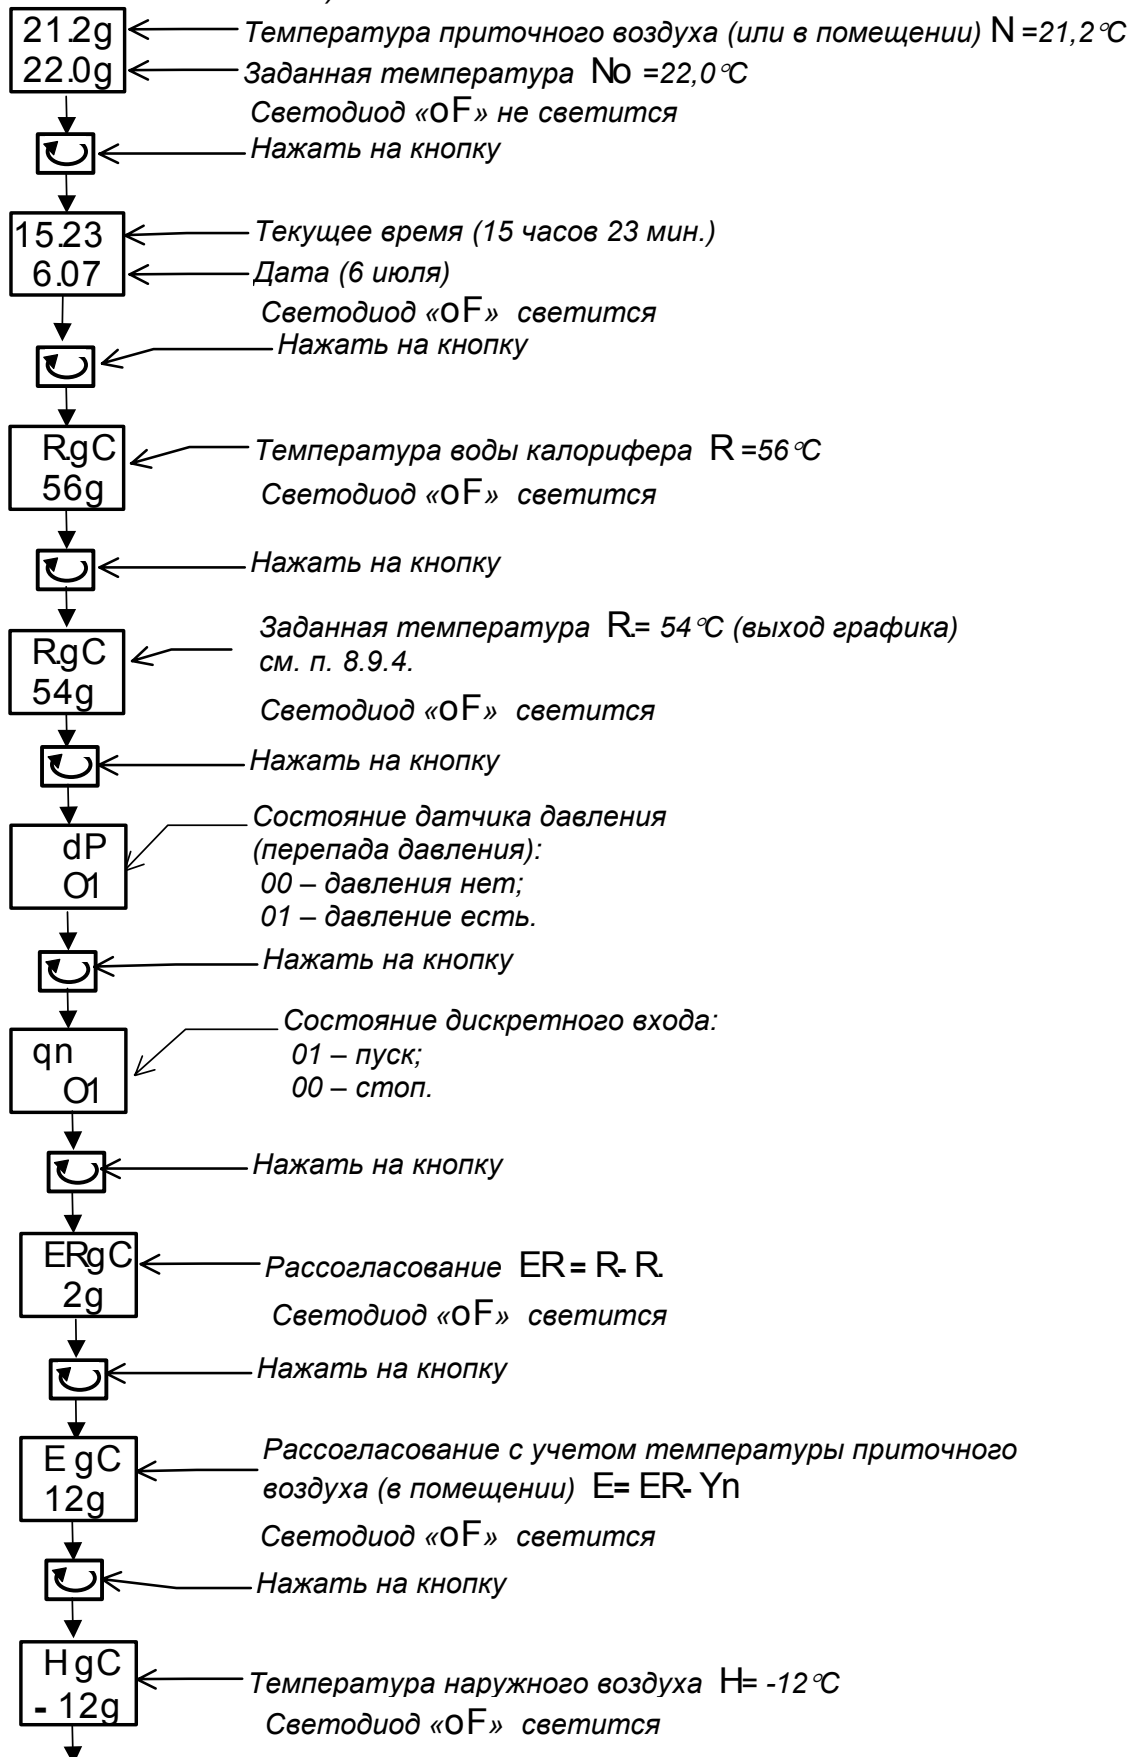 21.2g
Температура приточного воздуха (или в помещении) N =21,2°C
22.0g
Заданная температура No =22,0°C
Светодиод «oF» не светится
Нажать на кнопку
15.23
Текущее время (15 часов 23 мин.)
6.07
Дата (6 июля)
Светодиод «oF» светится
Нажать на кнопку
R.gC
Температура воды калорифера R =56°C
56g
Светодиод «oF» светится
Нажать на кнопку
R.gC
Заданная температура R.= 54°C (выход графика)
см. п. 8.9.4.
54g
Светодиод «oF» светится
Нажать на кнопку
dP
O1
Состояние датчика давления
(перепада давления):
00 – давления нет;
01 – давление есть.
Нажать на кнопку
qn
O1
Состояние дискретного входа:
01 – пуск;
00 – стоп.
Нажать на кнопку
ERgC
2g
Рассогласование ER = R- R.
Светодиод «oF» светится
Нажать на кнопку
E gC
12g
Рассогласование с учетом температуры приточного
воздуха (в помещении) E= ER- Yn
Светодиод «oF» светится
Нажать на кнопку
H gC
- 12g
Температура наружного воздуха H= -12°C
Светодиод «oF» светится